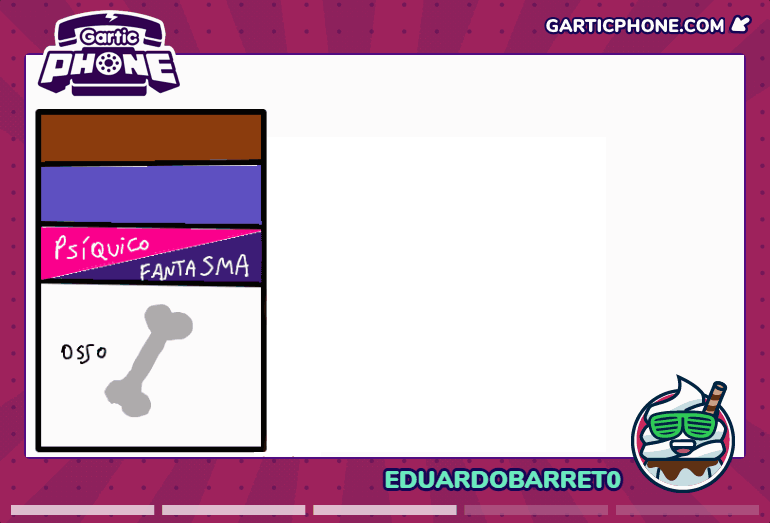 Gartic
PHONE
GARTICPHONE.COM
PSÍQUICO
FANTASMA
OSSO
EDUARDOBARRET0